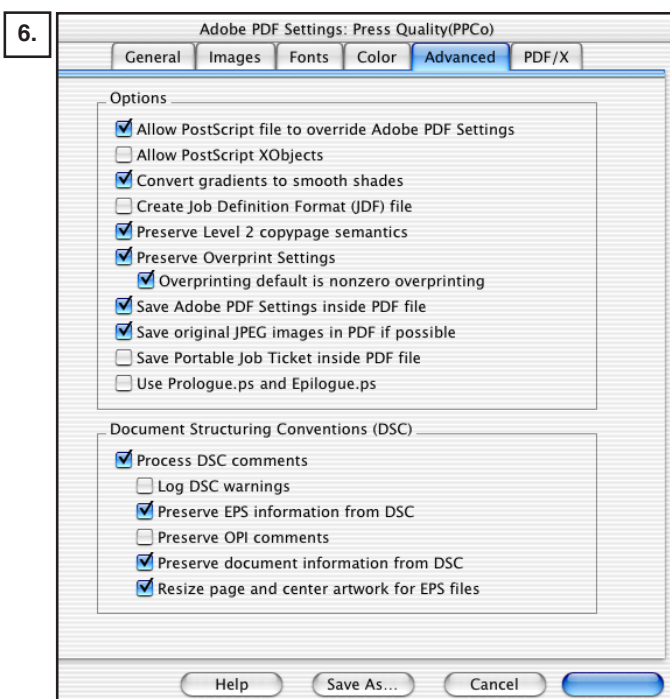 6.
Adobe PDF Settings: Press Quality(PPCo)
General Images Fonts Color Advanced PDF/X
Options
Allow PostScript file to override Adobe PDF Settings
Allow PostScript XObjects
Convert gradients to smooth shades
Create Job Definition Format (JDF) file
Preserve Level 2 copypage semantics
Preserve Overprint Settings
Overprinting default is nonzero overprinting
Save Adobe PDF Settings inside PDF file
Save original JPEG images in PDF if possible
Save Portable Job Ticket inside PDF file
Use Prologue.ps and Epilogue.ps
Document Structuring Conventions (DSC)
Process DSC comments
Log DSC warnings
Preserve EPS information from DSC
Preserve OPI comments
Preserve document information from DSC
Resize page and center artwork for EPS files
Help Save As... Cancel